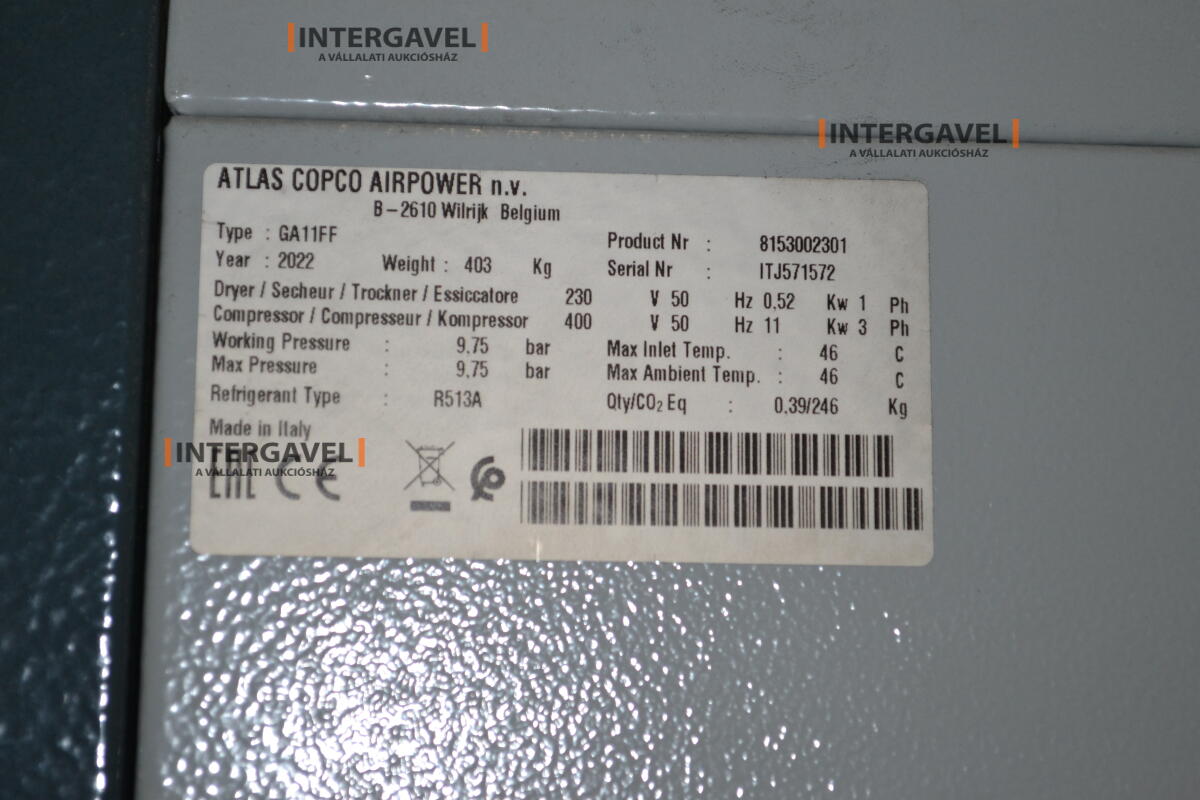 INTERGAVEL
A VÁLLALATI AUKCIÓSHÁZ
INTERGAVEL
A VÁLLALATI AUKCIÓSHÁZ
ATLAS COPCO AIRPOWER n.v.
B-2610 Wilrijk Belgium
Type : GA11FF
Product Nr : 8153002301
Year : 2022 Weight : 403 Kg
Serial Nr : ITJ571572
Dryer / Secheur / Trockner / Essiccatore 230 V 50 Hz 0,52 Kw 1 Ph
Compressor / Compresseur / Kompressor 400 V 50 Hz 11 Kw 3 Ph
Working Pressure : 9,75 bar Max Inlet Temp. : 46 C
Max Pressure : 9,75 bar Max Ambient Temp. : 46 C
Refrigerant Type : R513A Qty/CO₂ Eq : 0,39/246 Kg
Made in Italy
INTERGAVEL
A VÁLLALATI AUKCIÓSHÁZ
EAC CE